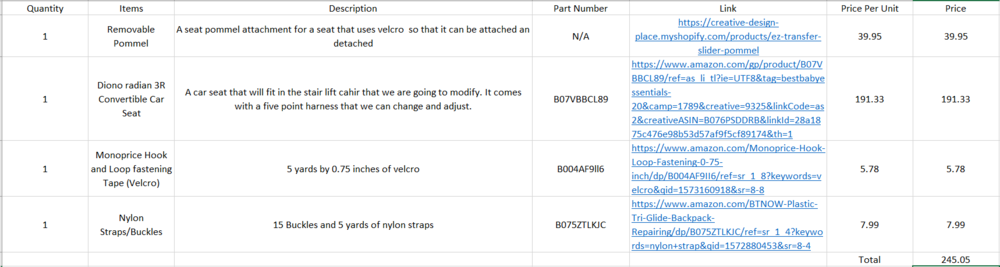 Quantity Items Description Part Number Link Price Per Unit Price
1 Removable Pommel A seat pommel attachment for a seat that uses velcro so that it can be attached an detached N/A https://creative-design-place.myshopify.com/products/ez-transfer-slider-pommel 39.95 39.95
1 Diono radian 3R Convertible Car Seat A car seat that will fit in the stair lift cahir that we are going to modify. It comes with a five point harness that we can change and adjust. B07VBBCL89 https://www.amazon.com/gp/product/B07VBBCL89/ref=as_li_tl?ie=UTF8&tag=bestbabyessentials-20&camp=1789&creative=9325&linkCode=as2&creativeASIN=B076PSDDRB&linkId=28a1875c476e98b53d57af9f5cf89174&th=1 191.33 191.33
1 Monoprice Hook and Loop fastening Tape (Velcro) 5 yards by 0.75 inches of velcro B004AF9II6 https://www.amazon.com/Monoprice-Hook-Loop-Fastening-0-75-inch/dp/B004AF9II6/ref=sr_1_8?keywords=velcro&qid=1573160918&sr=8-8 5.78 5.78
1 Nylon Straps/Buckles 15 Buckles and 5 yards of nylon straps B075ZTLKJC https://www.amazon.com/BTNOW-Plastic-Tri-Glide-Backpack-Repairing/dp/B075ZTLKJC/ref=sr_1_4?keywords=nylon+strap&qid=1572880453&sr=8-4 7.99 7.99
Total 245.05